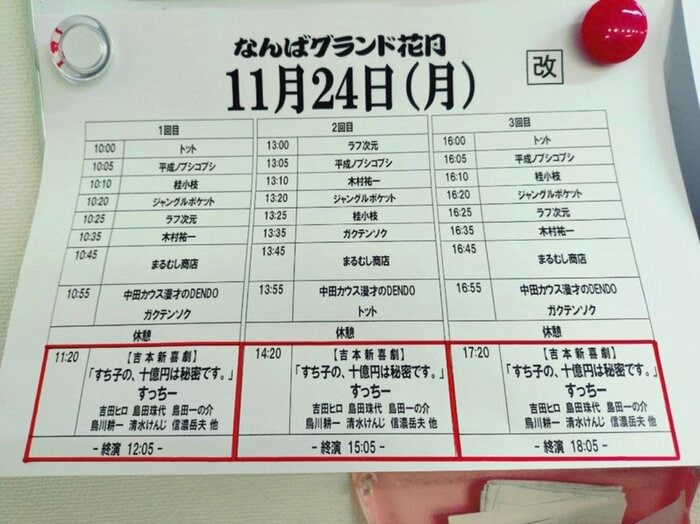 なんばグランド花月
11月24日(月)
改
1回目
10:00 トット
10:05 平成ノブシコブシ
10:10 桂小枝
10:20 ジャングルポケット
10:25 ラフ次元
10:35 木村祐一
10:45 まるむし商店
10:55 中田カウス漫才のDENDO
ガクテンソク
休憩
11:20 【吉本新喜劇】
「すち子の、十億円は秘密です。」
すっちー
吉田ヒロ 島田珠代 島田一の介
烏川耕一 清水けんじ 信濃岳夫 他
- 終演 12:05 -
2回目
13:00 ラフ次元
13:05 平成ノブシコブシ
13:10 木村祐一
13:20 ジャングルポケット
13:25 桂小枝
13:35 ガクテンソク
13:45 まるむし商店
13:55 中田カウス漫才のDENDO
トット
休憩
14:20 【吉本新喜劇】
「すち子の、十億円は秘密です。」
すっちー
吉田ヒロ 島田珠代 島田一の介
烏川耕一 清水けんじ 信濃岳夫 他
- 終演 15:05 -
3回目
16:00 トット
16:05 平成ノブシコブシ
16:10 桂小枝
16:20 ジャングルポケット
16:25 ラフ次元
16:35 木村祐一
16:45 まるむし商店
16:55 中田カウス漫才のDENDO
ガクテンソク
休憩
17:20 【吉本新喜劇】
「すち子の、十億円は秘密です。」
すっちー
吉田ヒロ 島田珠代 島田一の介
烏川耕一 清水けんじ 信濃岳夫 他
- 終演 18:05 -